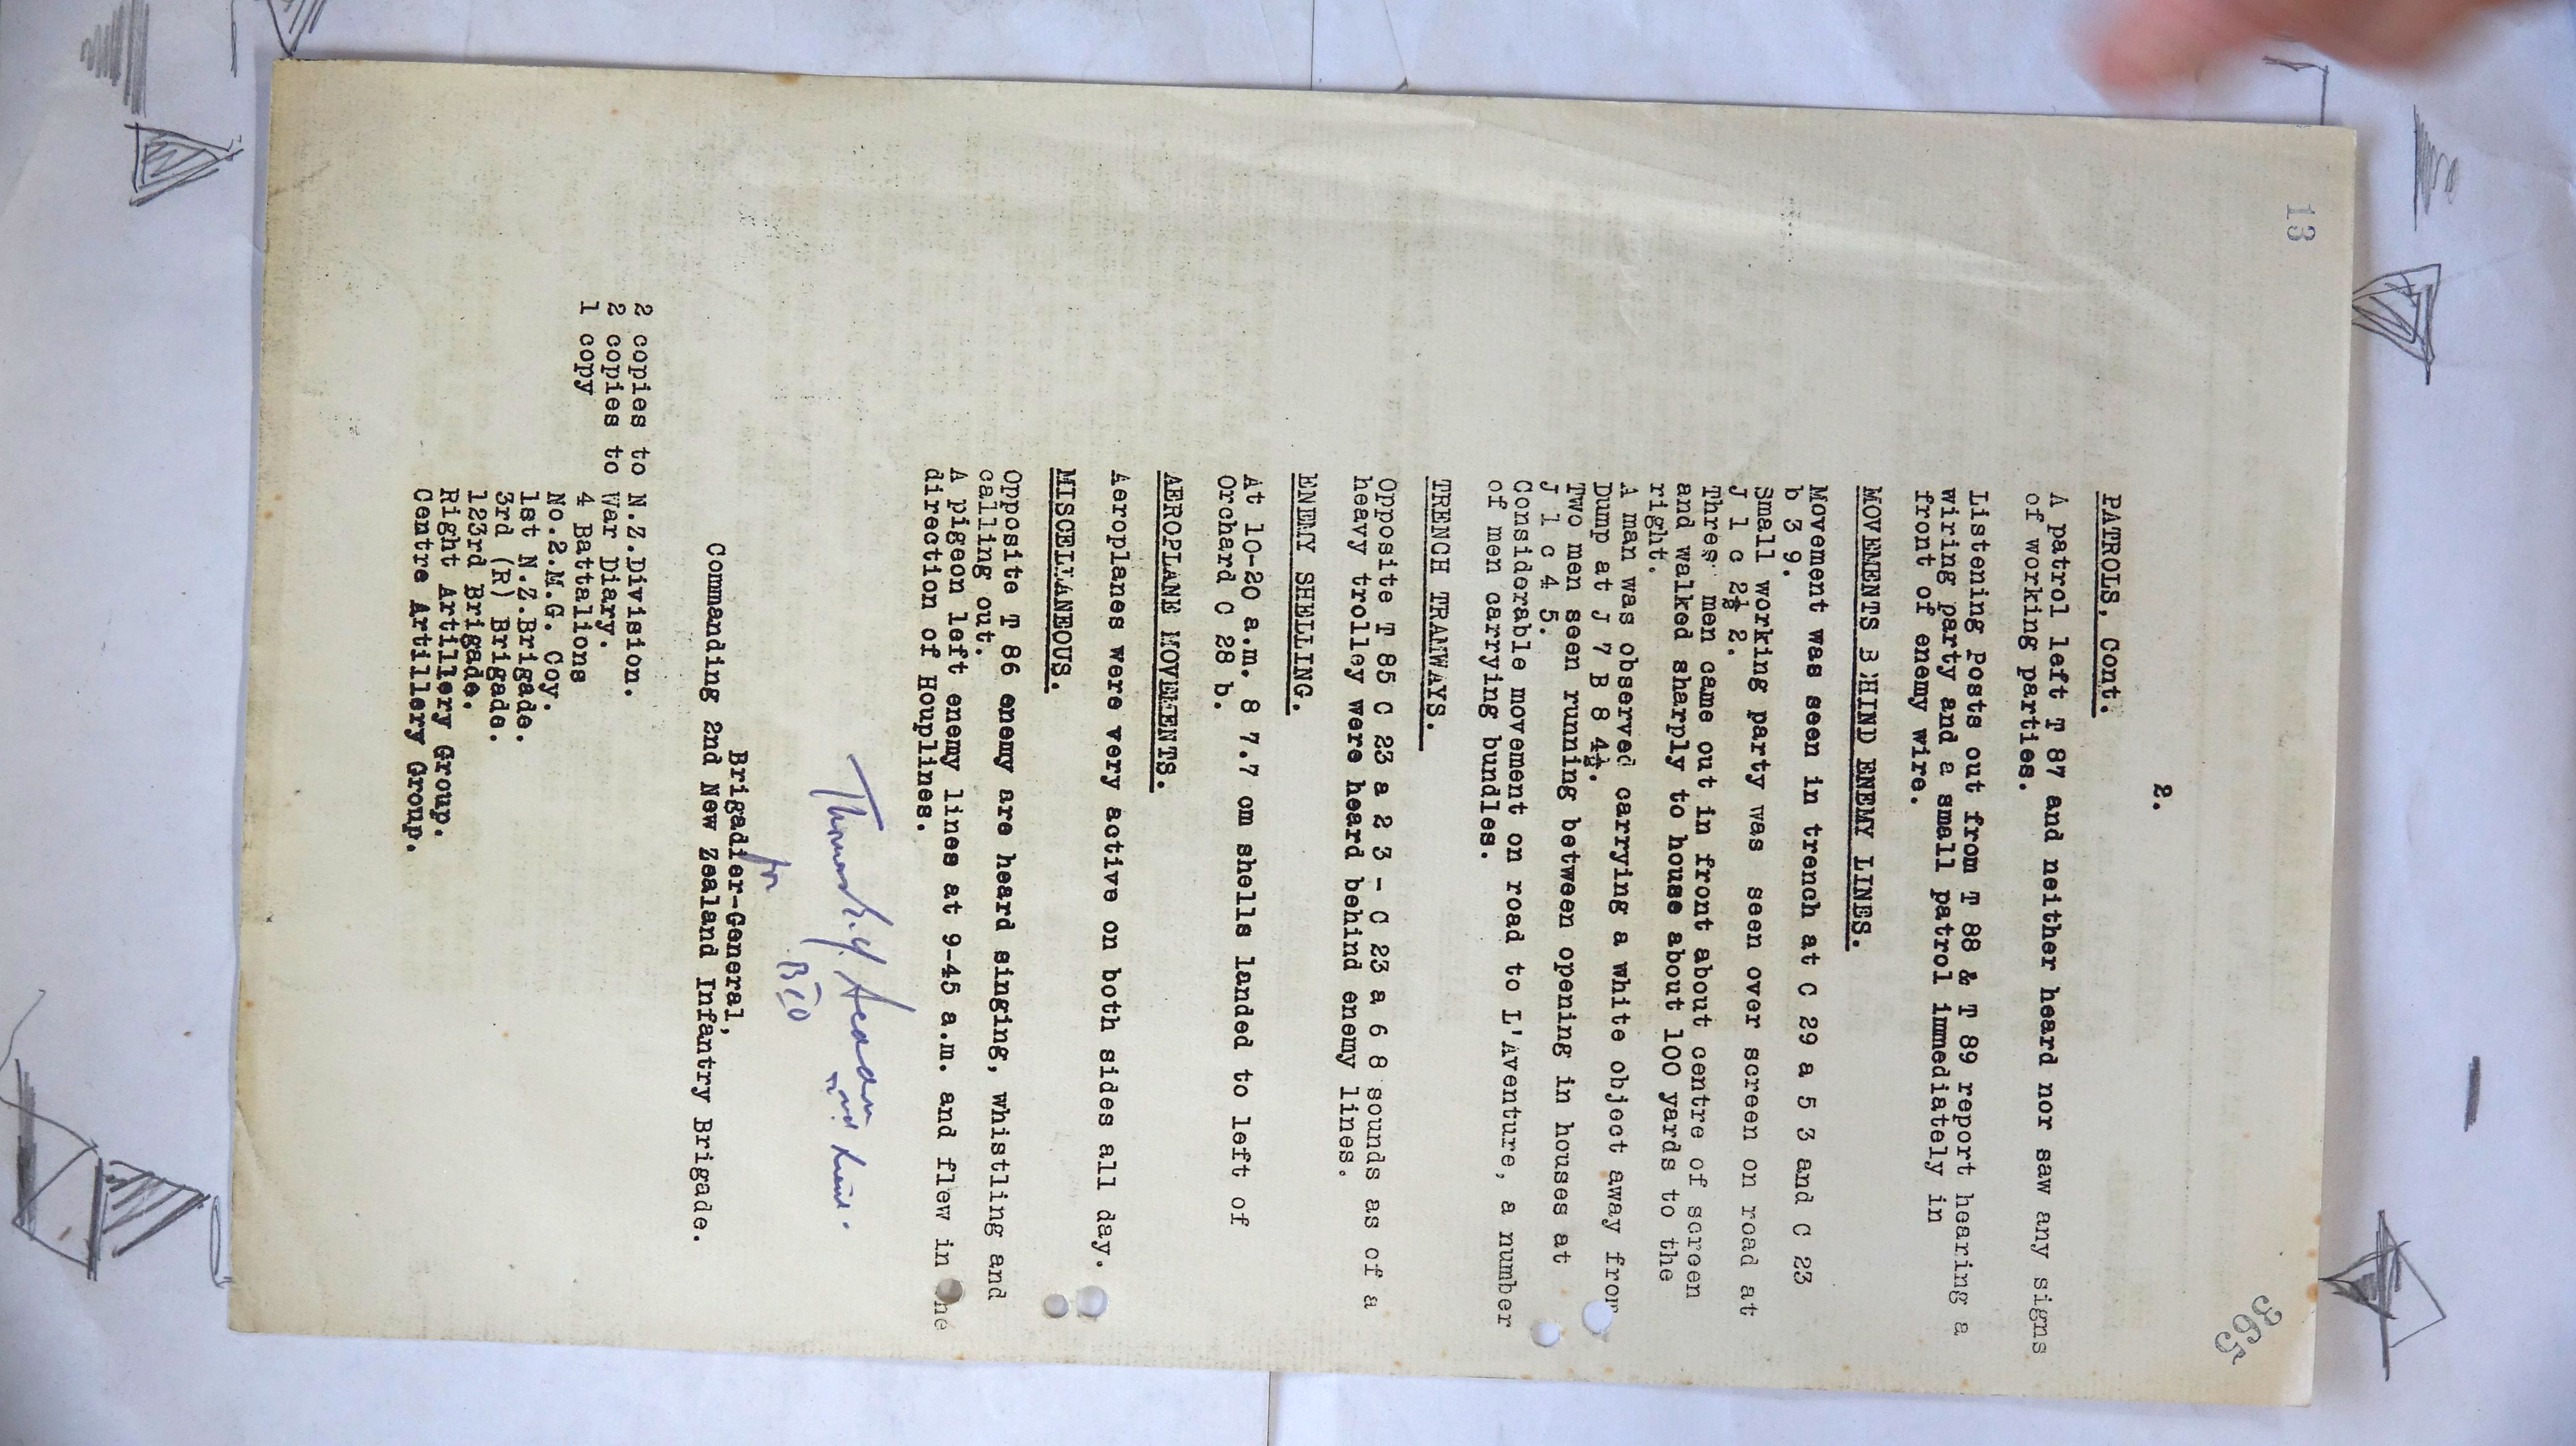 13
365
2.
PATROLS, Cont.
A patrol left T 87 and neither heard nor saw any signs
of working parties.
Listening Posts out from T 88 & T 89 report hearing a
wiring party and a small patrol immediately in
front of enemy wire.
MOVEMENTS B HIND ENEMY LINES.
Movement was seen in trench at C 29 a 5 3 and C 23
b 3 9.
Small working party was seen over screen on road at
J 1 c 2½ 2.
Three men came out in front about centre of screen
and walked sharply to house about 100 yards to the
right.
A man was observed carrying a white object away from
Dump at J 7 B 8 4½.
Two men seen running between opening in houses at
J 1 c 4 5.
Considerable movement on road to L'Aventure, a number
of men carrying bundles.
TRENCH TRAMWAYS.
Opposite T 85 C 23 a 2 3 - C 23 a 6 8 sounds as of a
heavy trolley were heard behind enemy lines.
ENEMY SHELLING.
At 10-20 a.m. 8 7.7 cm shells landed to left of
Orchard C 28 b.
AEROPLANE MOVEMENTS.
Aeroplanes were very active on both sides all day.
MISCELLANEOUS.
Opposite T 86 enemy are heard singing, whistling and
calling out.
A pigeon left enemy lines at 9-45 a.m. and flew in he
direction of Houplines.
for
Brigadier-General,
Commanding 2nd New Zealand Infantry Brigade.
2 copies to N.Z.Division.
2 copies to War Diary.
1 copy 4 Battalions
No.2.M.G. Coy.
1st N.Z.Brigade.
3rd (R) Brigade.
123rd Brigade.
Right Artillery Group.
Centre Artillery Group.